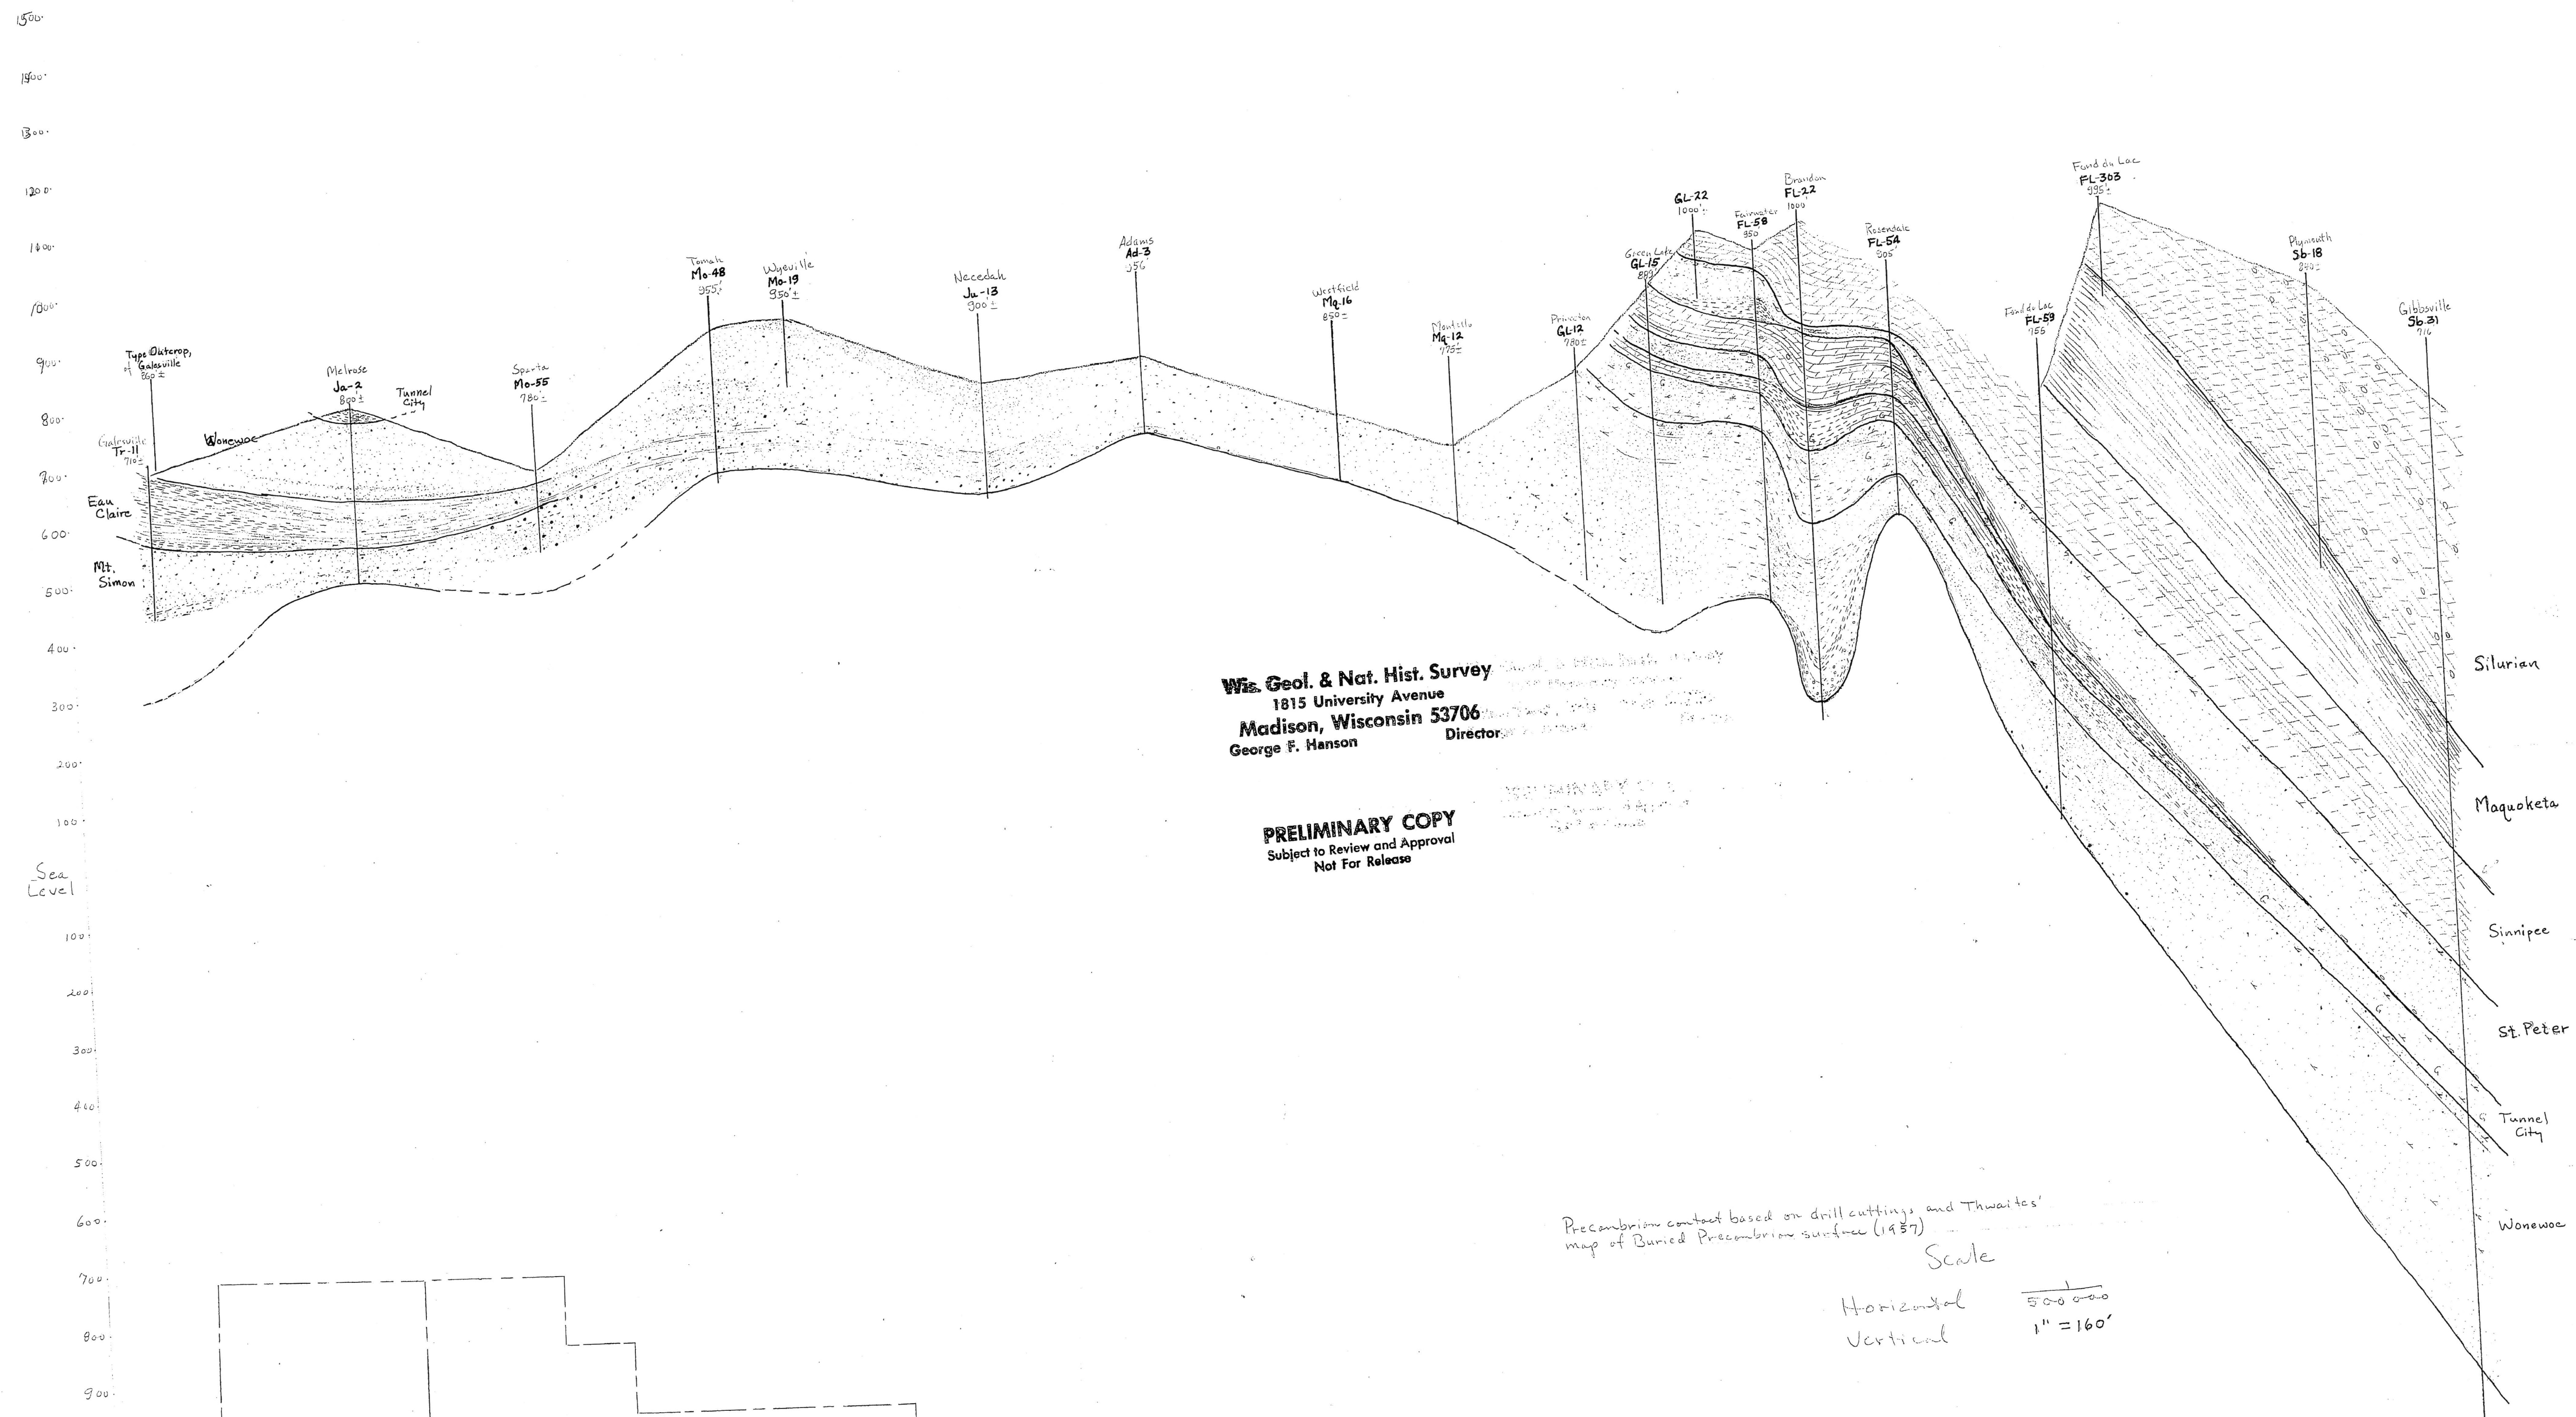 1500
1400
1300
1200
1100
1000
900
800
700
600
500
400
300
200
100
Sea
Level
100
200
300
400
500
600
700
800
900
Type Outcrop,
of Galesville
860'±
Galesville
Tr-11
710'±
Wonewoc
Eau
Claire
Mt.
Simon
Melrose
Ja-2
800'±
Tunnel
City
Sparta
Mo-55
780'±
Tomah
Mo-48
955'
Wyeville
Mo-19
950'±
Necedah
Ju-13
900'±
Adams
Ad-3
956'
Westfield
Mq-16
850'±
Montello
Mq-12
775'±
Princeton
GL-12
780'±
Green Lake
GL-15
889'
GL-22
1000'±
Fairwater
FL-58
950'
Brandon
FL-22
1000'
Rosendale
FL-54
905'
Fond du Lac
FL-59
755'
Fond du Lac
FL-303
995'±
Plymouth
Sb-18
840'±
Gibbsville
Sb-31
716'
Silurian
Maquoketa
Sinnipee
St. Peter
Tunnel
City
Wonewoc
Wis. Geol. & Nat. Hist. Survey
1815 University Avenue
Madison, Wisconsin 53706
George F. Hanson Director
PRELIMINARY COPY
Subject to Review and Approval
Not For Release
Precambrian contact based on drill cuttings and Thwaites'
map of Buried Precambrian surface (1957)
Scale
Horizontal 1/500000
Vertical 1" = 160'